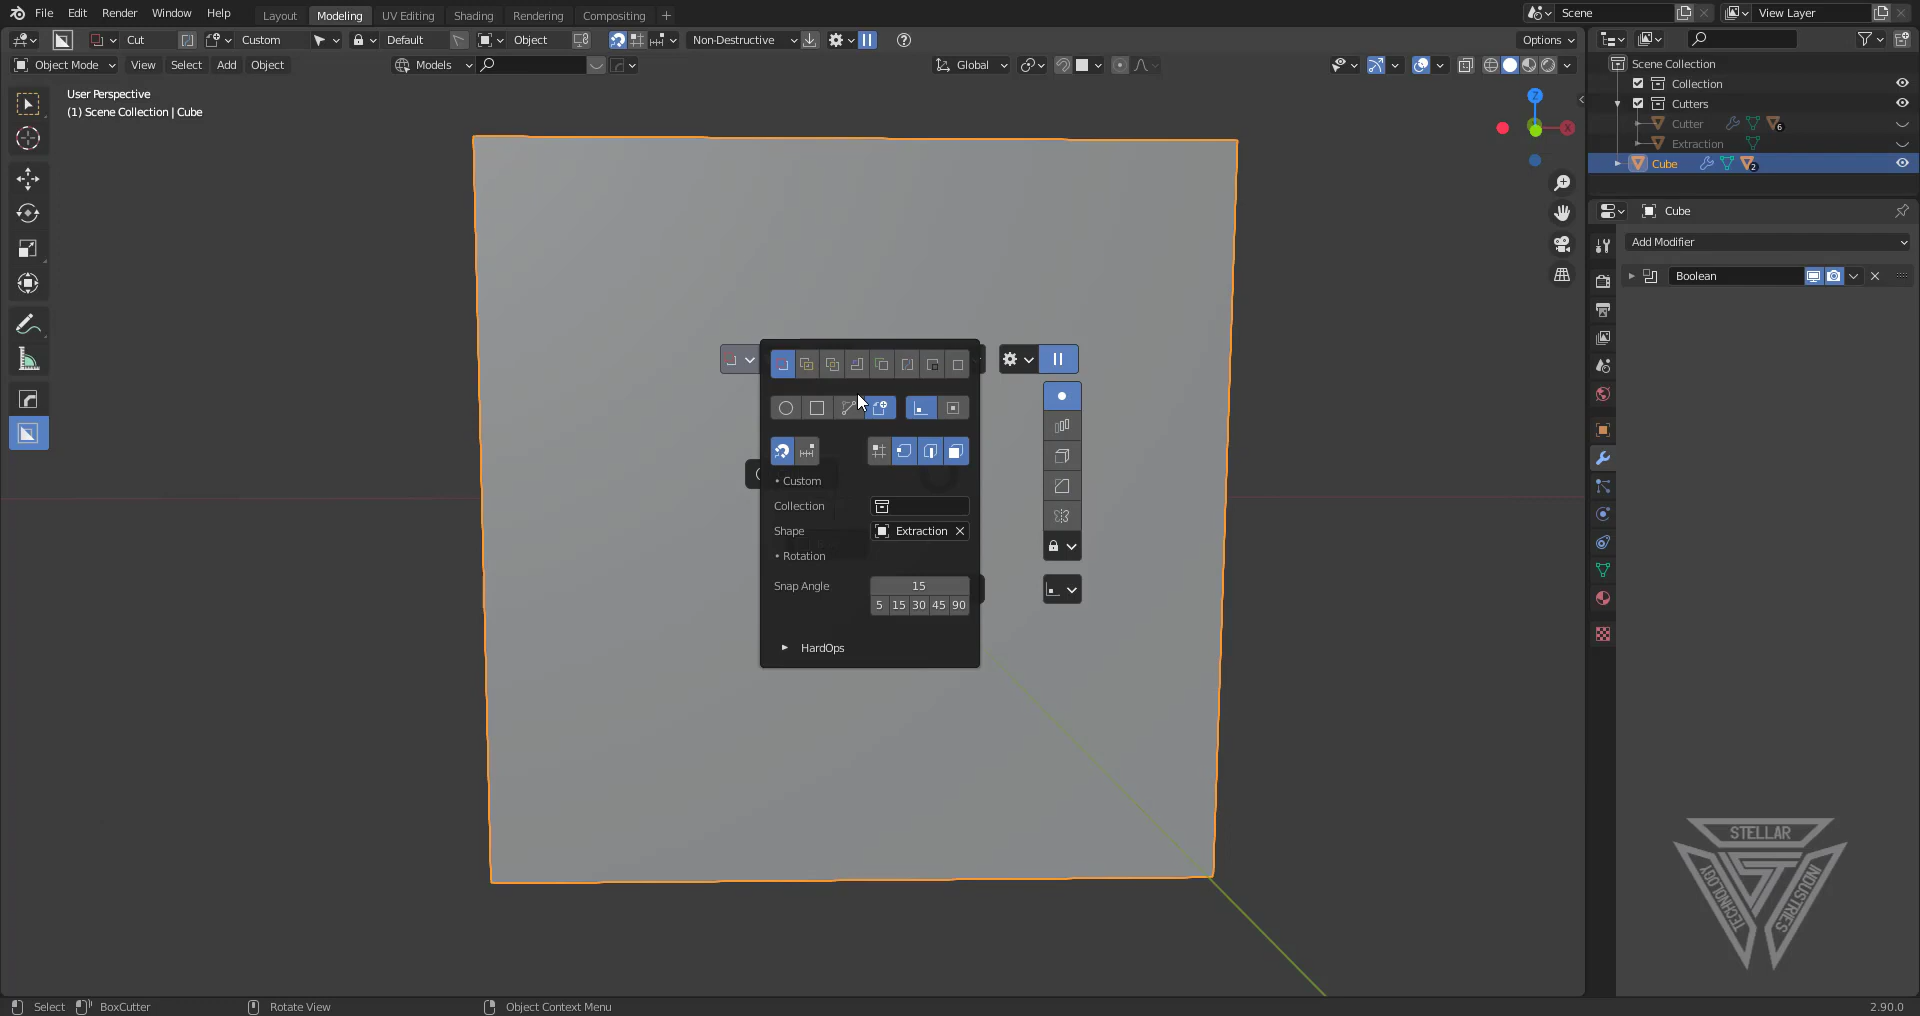 File Edit Render Window Help Layout Modeling UV Editing Shading Rendering Compositing + Scene View Layer
Cut Custom Default Object Non-Destructive Options
Object Mode View Select Add Object Models Global
User Perspective
(1) Scene Collection | Cube
Scene Collection
Collection
Cutters
Cutter 6
Extraction
Cube 2
Cube
Add Modifier
Boolean
Z
X
• Custom
Collection
Shape Extraction
• Rotation
Snap Angle 15
5 15 30 45 90
HardOps
STELLAR
TECHNOLOGY
INDUSTRIES
Select BoxCutter Rotate View Object Context Menu 2.90.0